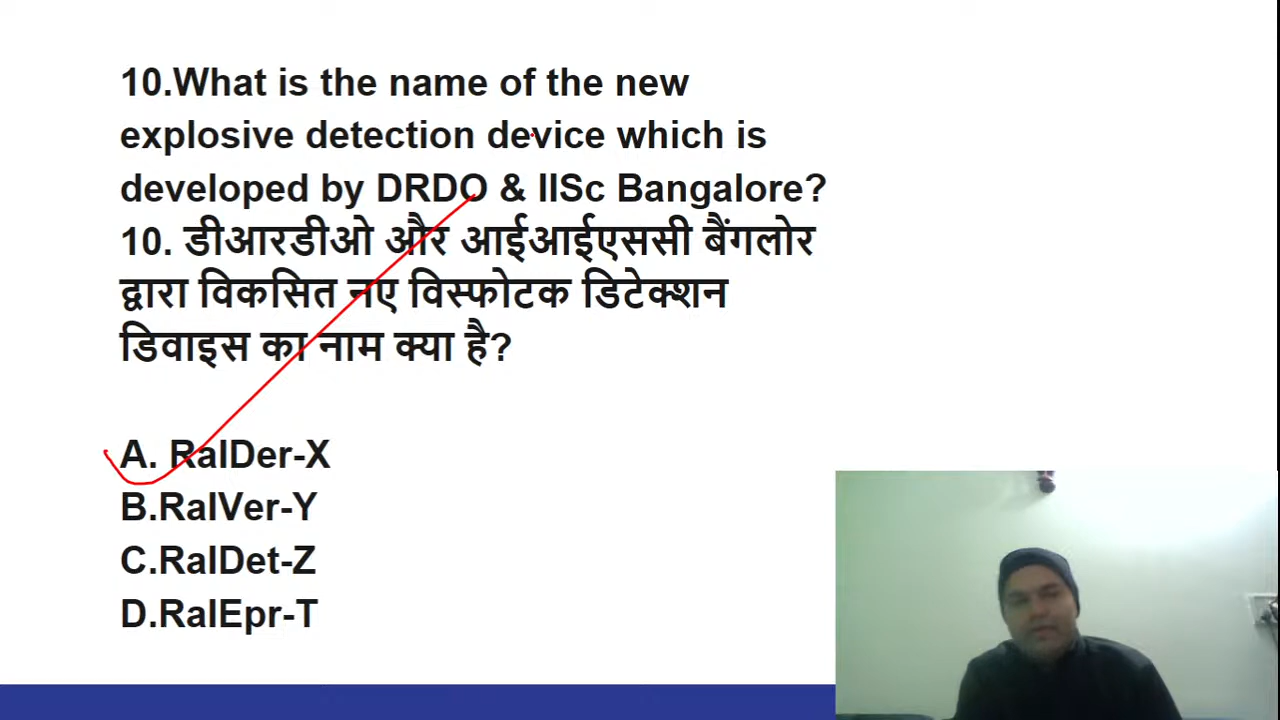 10.What is the name of the new
explosive detection device which is
developed by DRDO & IISc Bangalore?
10. डीआरडीओ और आईआईएससी बैंगलोर
द्वारा विकसित नए विस्फोटक डिटेक्शन
डिवाइस का नाम क्या है?
A. RaIDer-X
B.RaIVer-Y
C.RaIDet-Z
D.RaIEpr-T